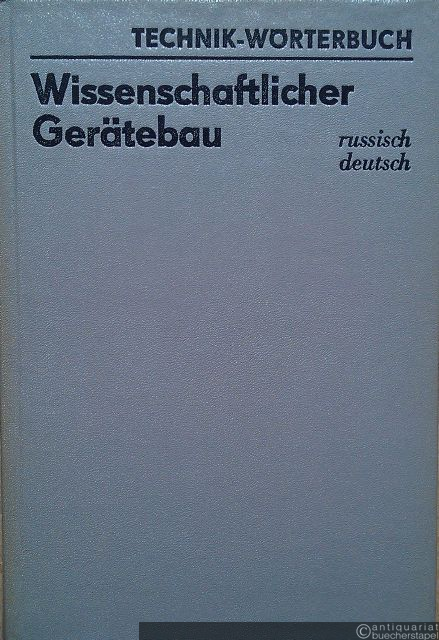 TECHNIK-WÖRTERBUCH
Wissenschaftlicher
Gerätebau
russisch
deutsch
©antiquariat
buecherstapel